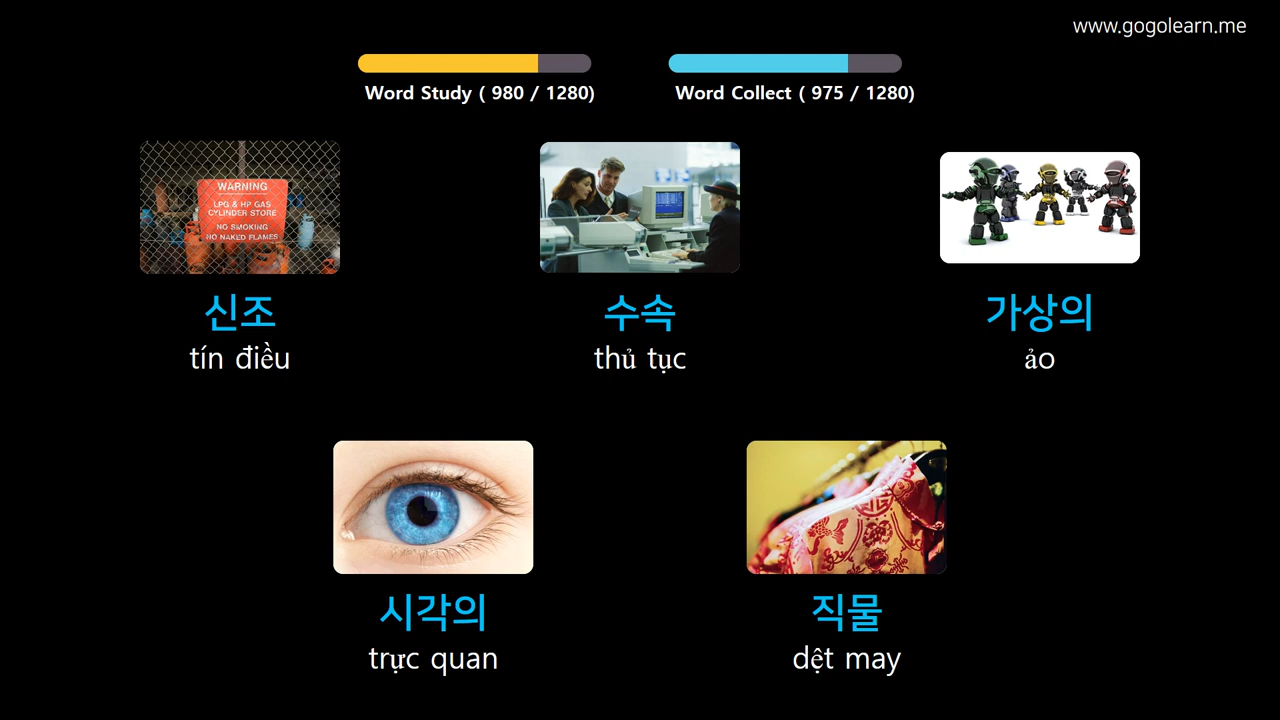 www.gogolearn.me
Word Study ( 980 / 1280)
Word Collect ( 975 / 1280)
WARNING
LPG & HP GAS
CYLINDER STORE
NO SMOKING
NO NAKED FLAMES
신조
tín điều
수속
thủ tục
가상의
ảo
시각의
trực quan
직물
dệt may